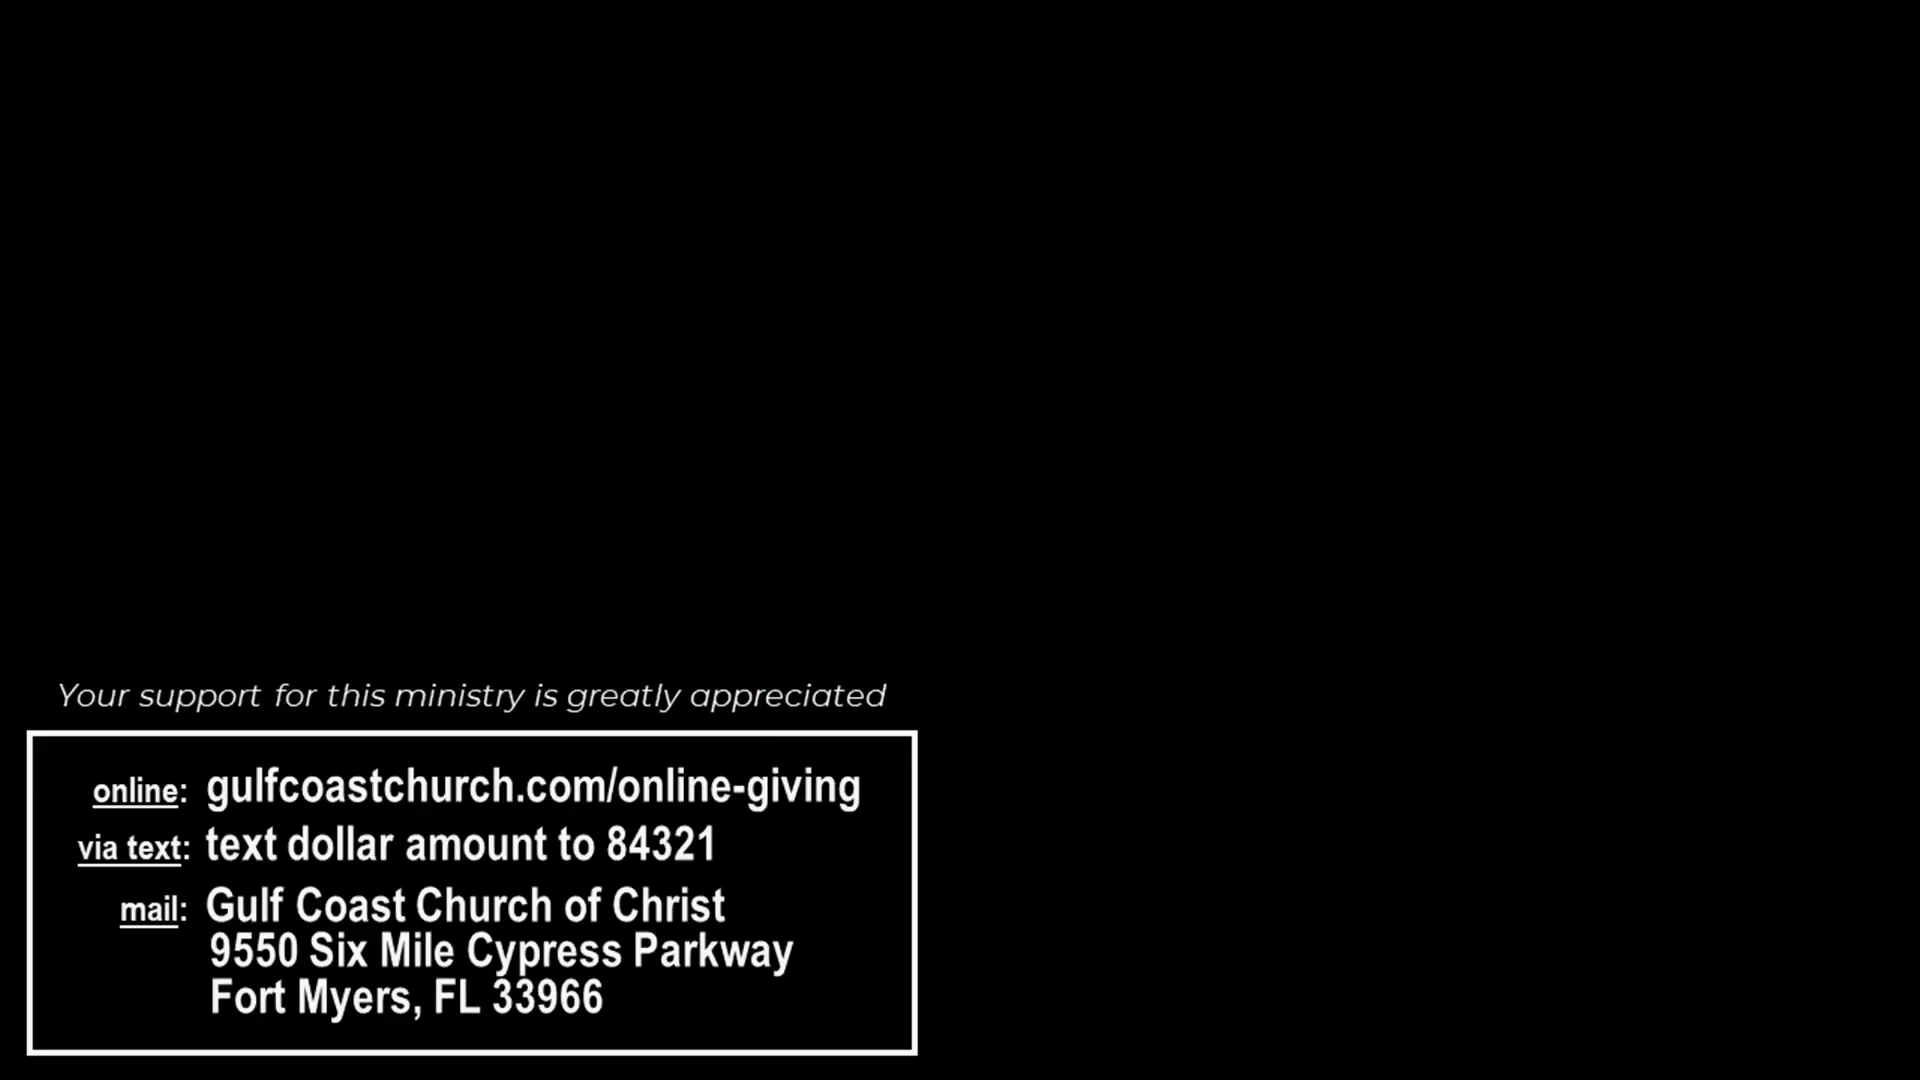 Your support for this ministry is greatly appreciated
online: gulfcoastchurch.com/online-giving
via text: text dollar amount to 84321
mail: Gulf Coast Church of Christ
9550 Six Mile Cypress Parkway
Fort Myers, FL 33966